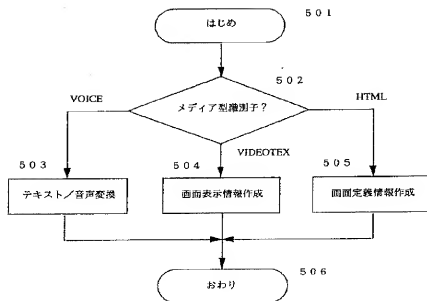 はじめ
501
502
メディア型識別子?
VOICE
HTML
VIDEOTEX
503
504
505
テキスト/音声変換
画面表示情報作成
画面定義情報作成
おわり
506